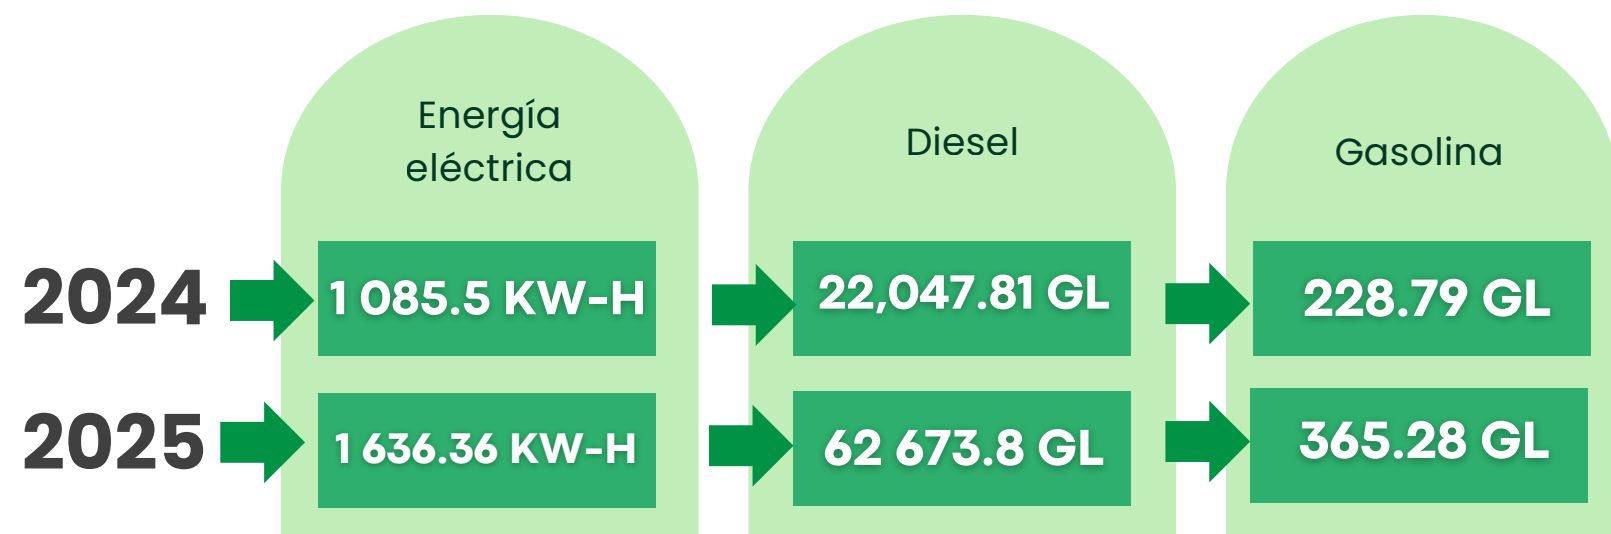 Energía
eléctrica
Diesel
Gasolina
2024
1 085.5 KW-H
22,047.81 GL
228.79 GL
2025
1 636.36 KW-H
62 673.8 GL
365.28 GL